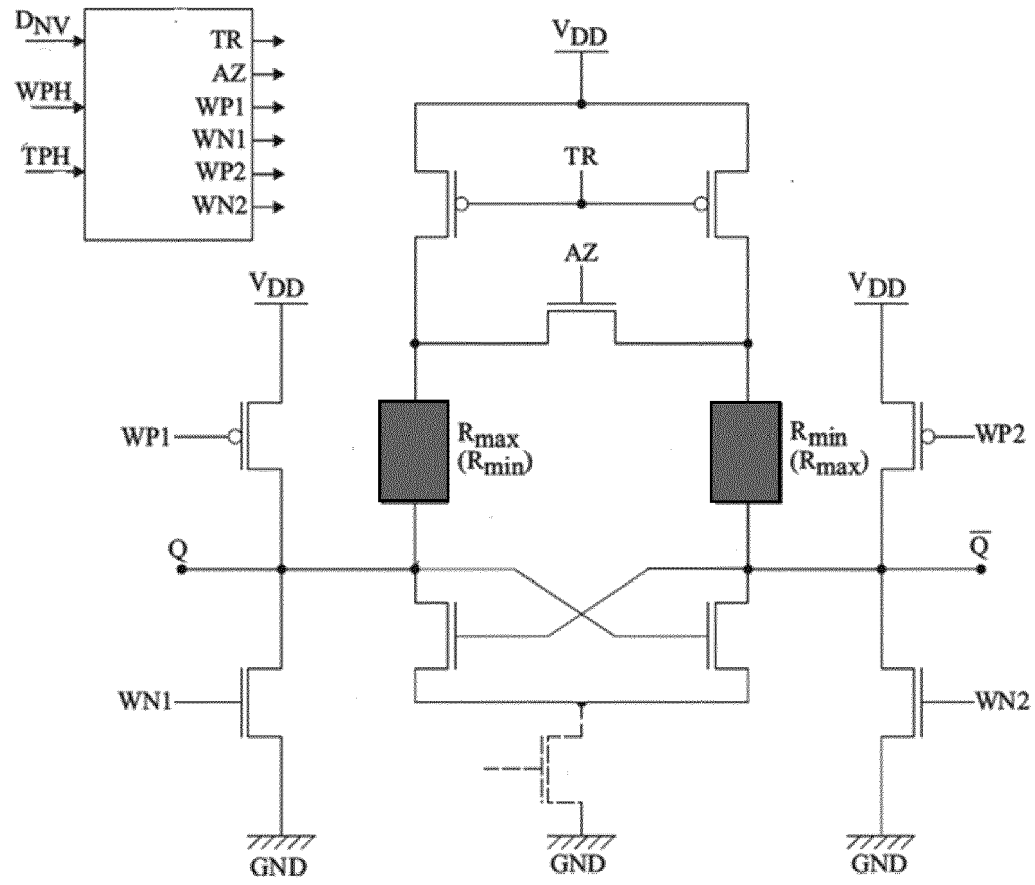 DNV
WPH
TPH
TR
AZ
WP1
WN1
WP2
WN2
VDD
TR
AZ
VDD
VDD
WP1
Rmax
(Rmin)
Rmin
(Rmax)
WP2
Q
Q̅
WN1
WN2
GND
GND
GND